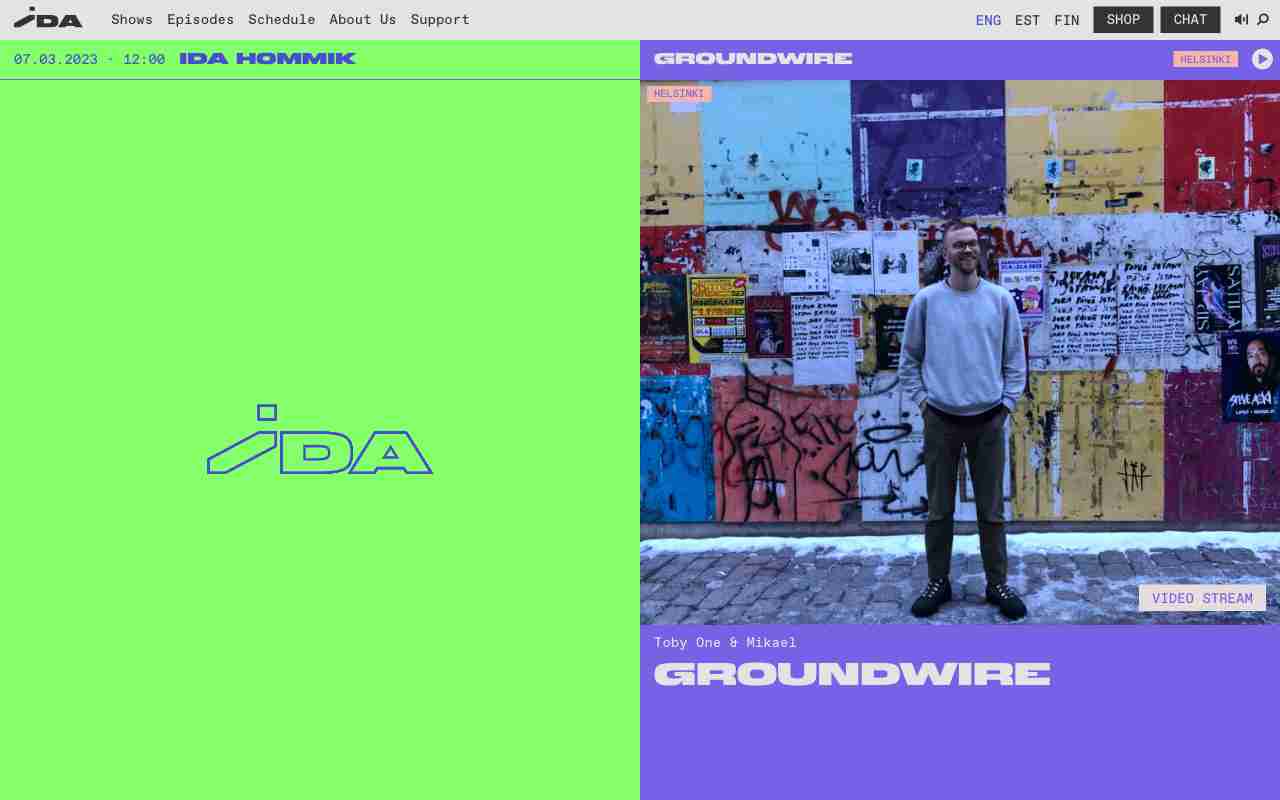 iDA Shows Episodes Schedule About Us Support ENG EST FIN SHOP CHAT
07.03.2023 - 12:00 IDA HOMMIK
GROUNDWIRE HELSINKI
HELSINKI
iDA
VIDEO STREAM
Toby One & Mikael
GROUNDWIRE